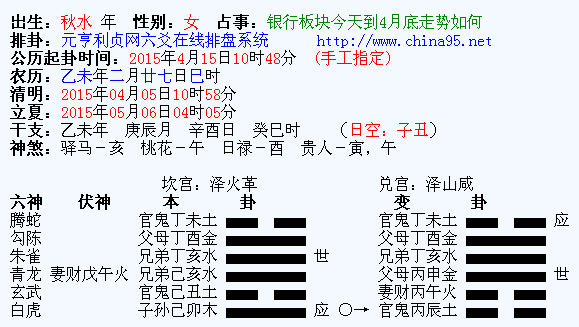 出生：秋水 年  性别：女  占事：银行板块今天到4月底走势如何
排卦：元亨利贞网六爻在线排盘系统    http://www.china95.net
公历起卦时间：2015年4月15日10时48分 （手工指定）
农历：乙未年二月廿七日巳时
清明：2015年04月05日10时58分
立夏：2015年05月06日04时05分
干支：乙未年  庚辰月  辛酉日  癸巳时    （日空：子丑）
神煞：驿马－亥  桃花－午  日禄－酉  贵人－寅，午
坎宫：泽火革    兑宫：泽山咸
六神    伏神    本    卦    变    卦
腾蛇    官鬼丁未土    官鬼丁未土    应
勾陈    父母丁酉金    父母丁酉金
朱雀    兄弟丁亥水    世    兄弟丁亥水
青龙  妻财戊午火  兄弟己亥水    父母丙申金    世
玄武    官鬼己丑土    妻财丙午火
白虎    子孙己卯木    应  ○→  官鬼丙辰土